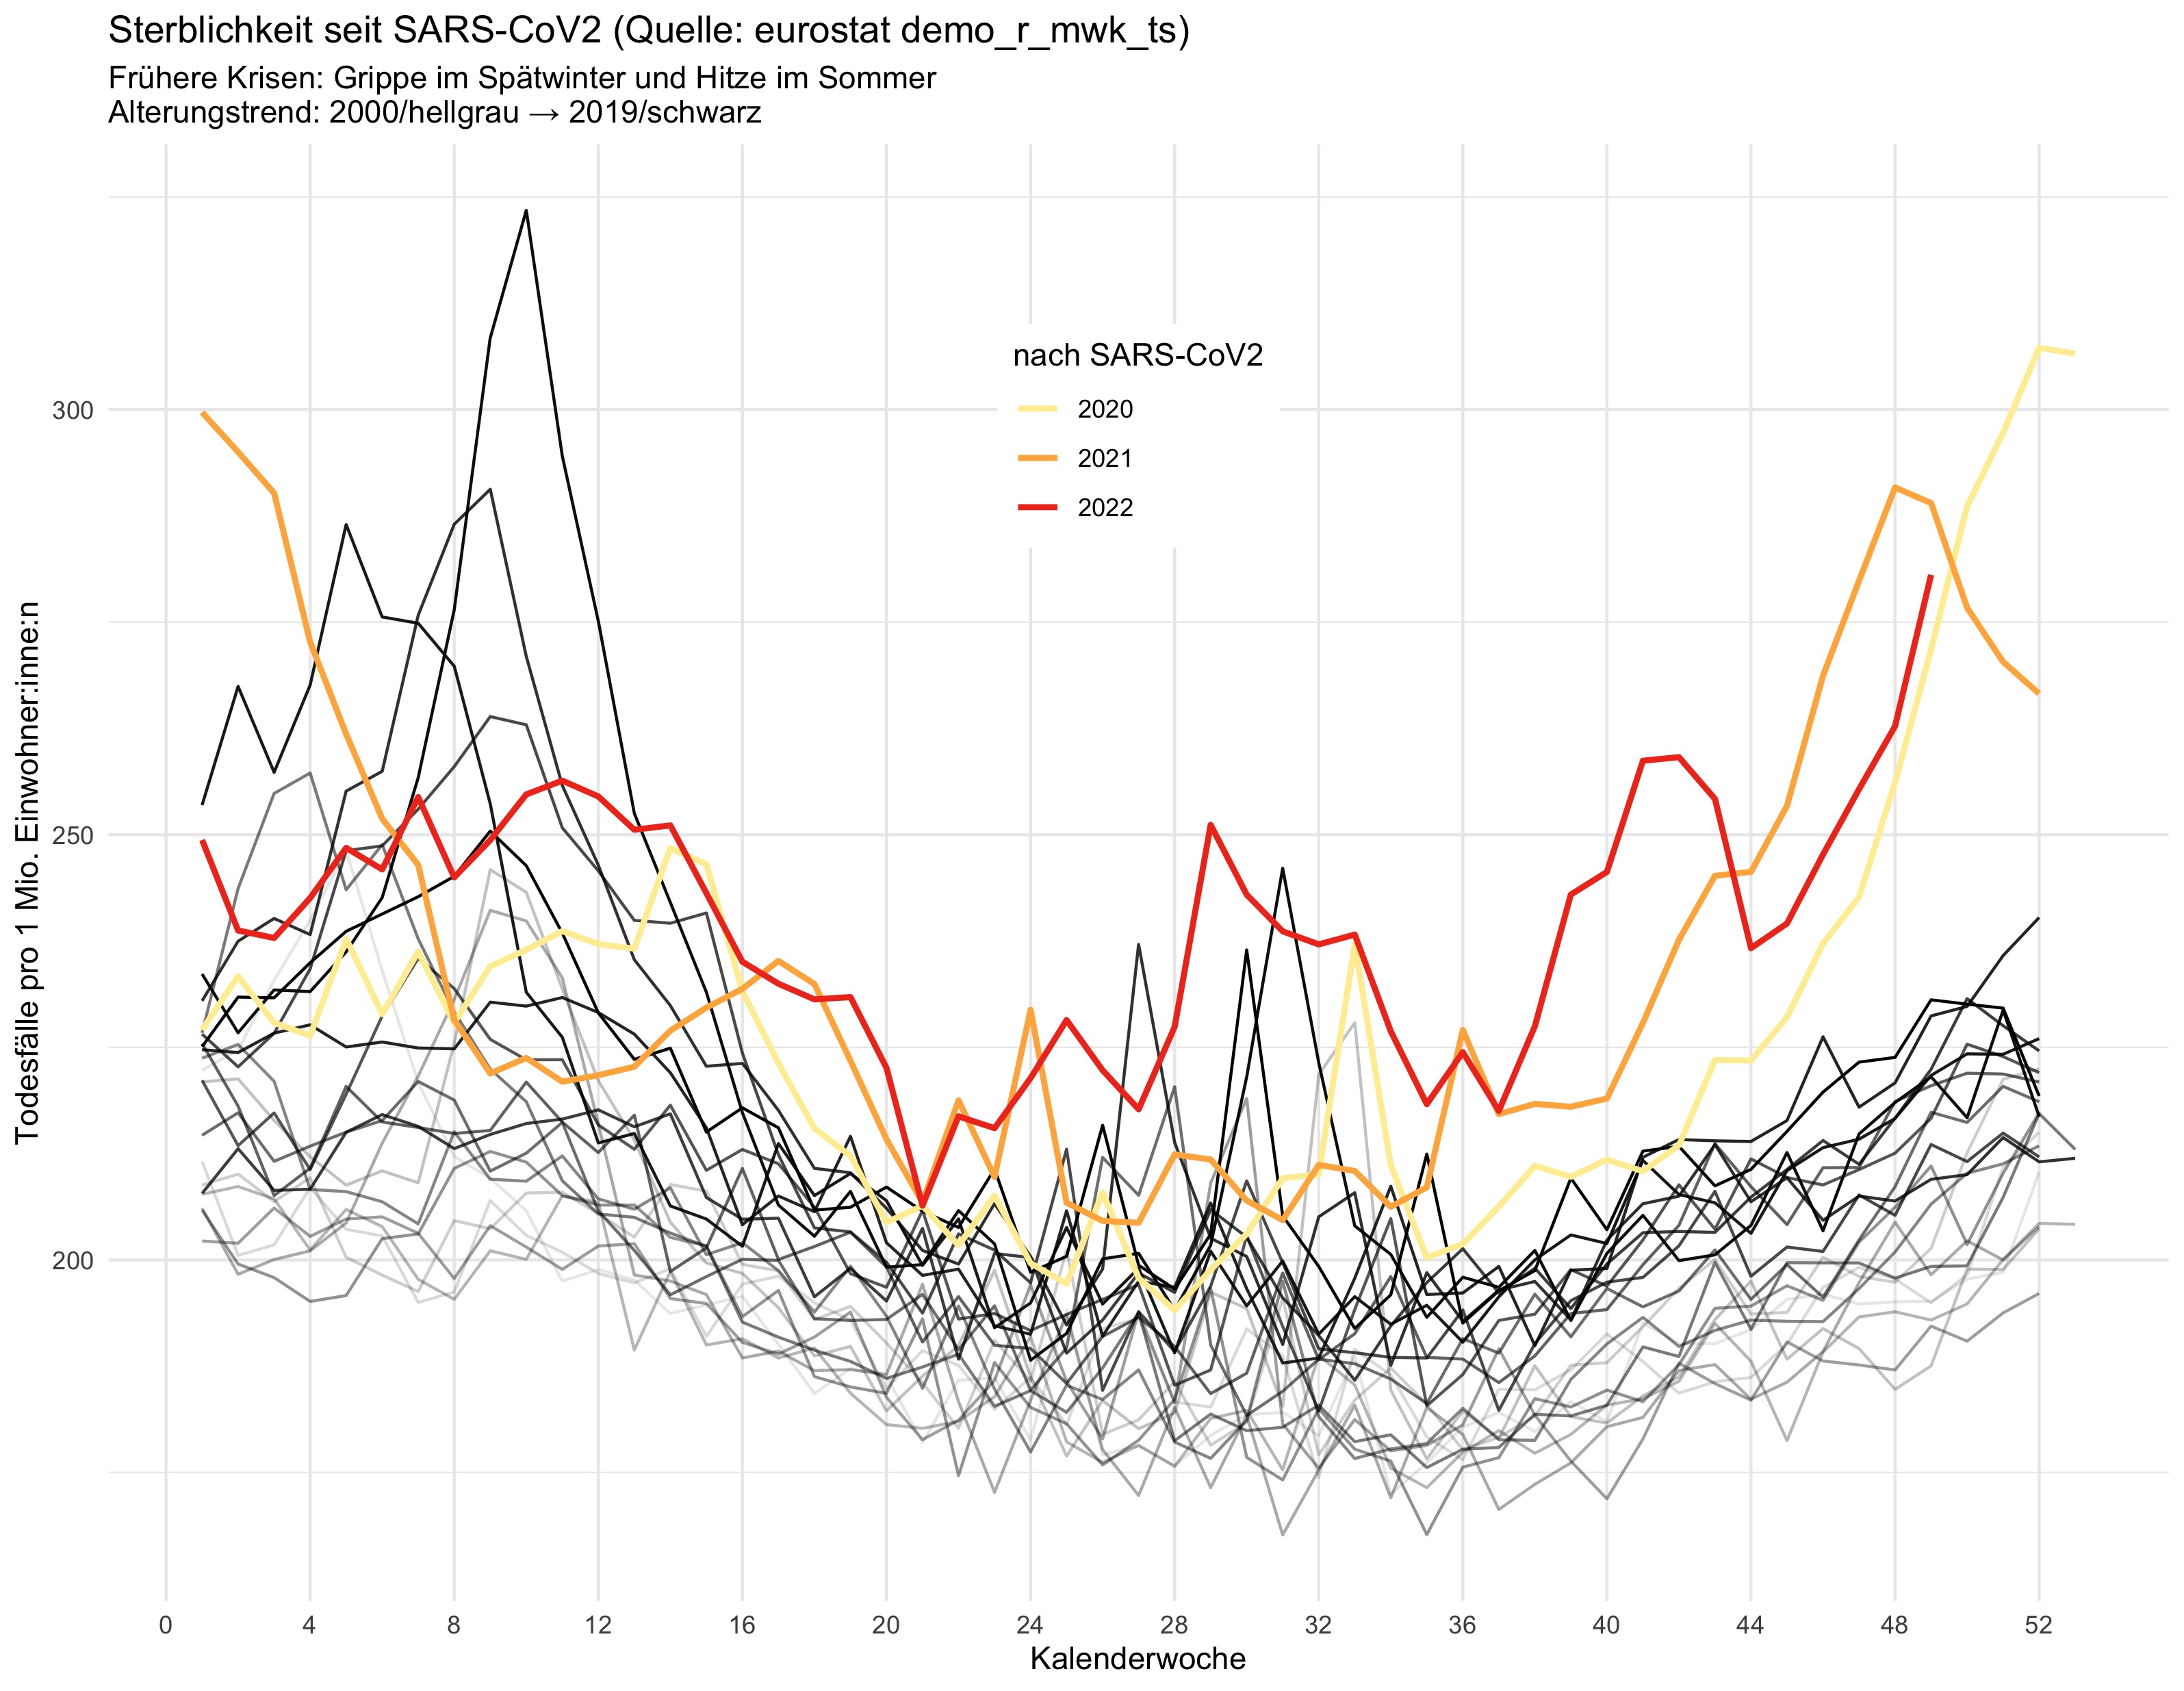 Sterblichkeit seit SARS-CoV2 (Quelle: eurostat demo_r_mwk_ts)
Frühere Krisen: Grippe im Spätwinter und Hitze im Sommer
Alterungstrend: 2000/hellgrau → 2019/schwarz
Todesfälle pro 1 Mio. Einwohner:inne:n
300
250
200
nach SARS-CoV2
2020
2021
2022
0 4 8 12 16 20 24 28 32 36 40 44 48 52
Kalenderwoche